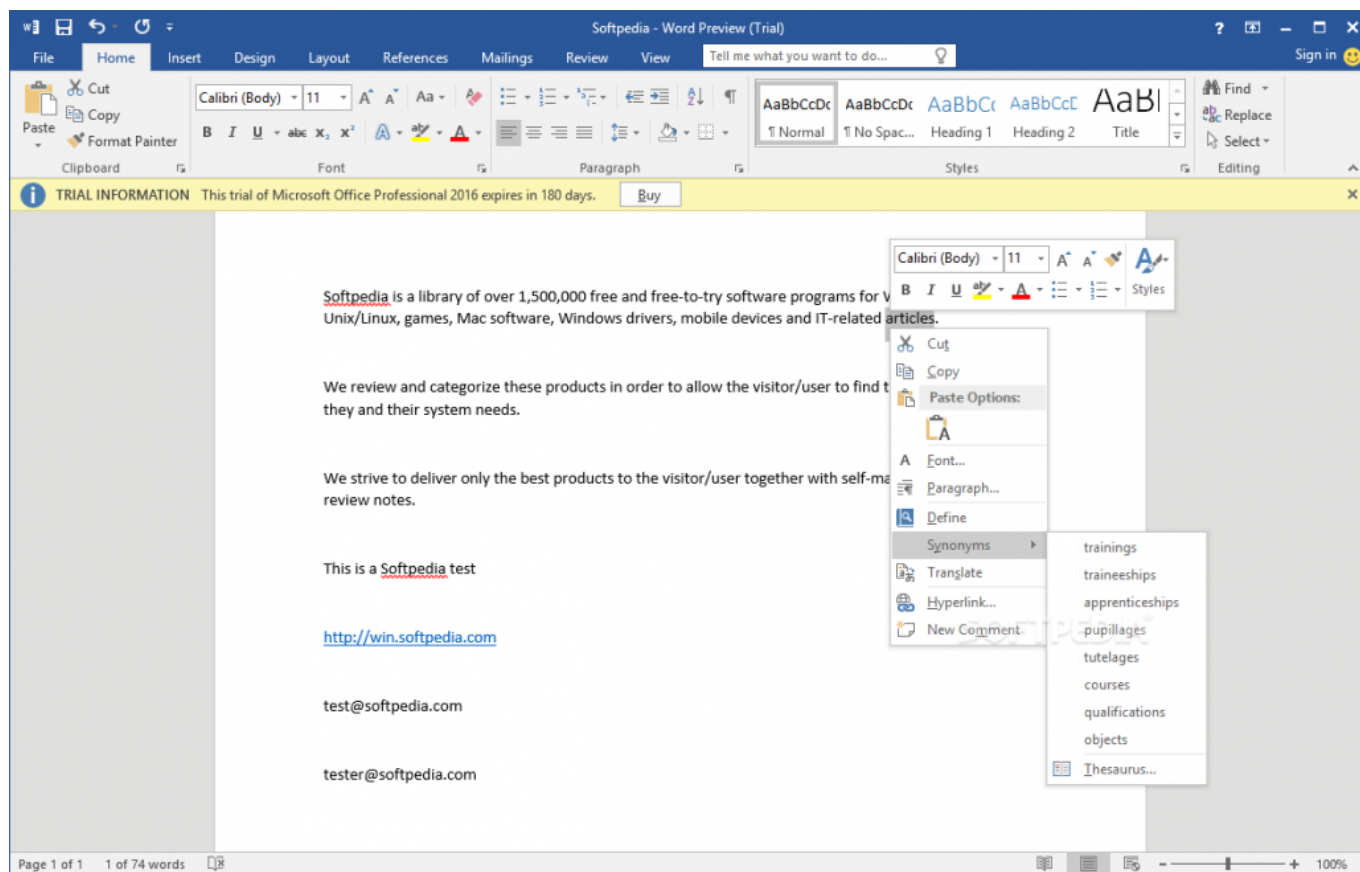 Softpedia - Word Preview (Trial)
File Home Insert Design Layout References Mailings Review View Tell me what you want to do... Sign in
Cut
Copy
Format Painter
Paste
Clipboard
Calibri (Body) 11
Font
Paragraph
AaBbCcDc AaBbCcDc AaBbCc AaBbCcE AaBl
¶ Normal ¶ No Spac... Heading 1 Heading 2 Title
Styles
Find
Replace
Select
Editing
TRIAL INFORMATION This trial of Microsoft Office Professional 2016 expires in 180 days. Buy
Softpedia is a library of over 1,500,000 free and free-to-try software programs for
Unix/Linux, games, Mac software, Windows drivers, mobile devices and IT-related articles.
We review and categorize these products in order to allow the visitor/user to find
they and their system needs.
We strive to deliver only the best products to the visitor/user together with
review notes.
This is a Softpedia test
http://win.softpedia.com
test@softpedia.com
tester@softpedia.com
Calibri (Body) 11
B I U Styles
Cut
Copy
Paste Options:
Font...
Paragraph...
Define
Synonyms
Translate
Hyperlink...
New Comment
trainings
traineeships
apprenticeships
pupillages
tutelages
courses
qualifications
objects
Thesaurus...
SOFTPEDIA
Page 1 of 1 1 of 74 words 100%